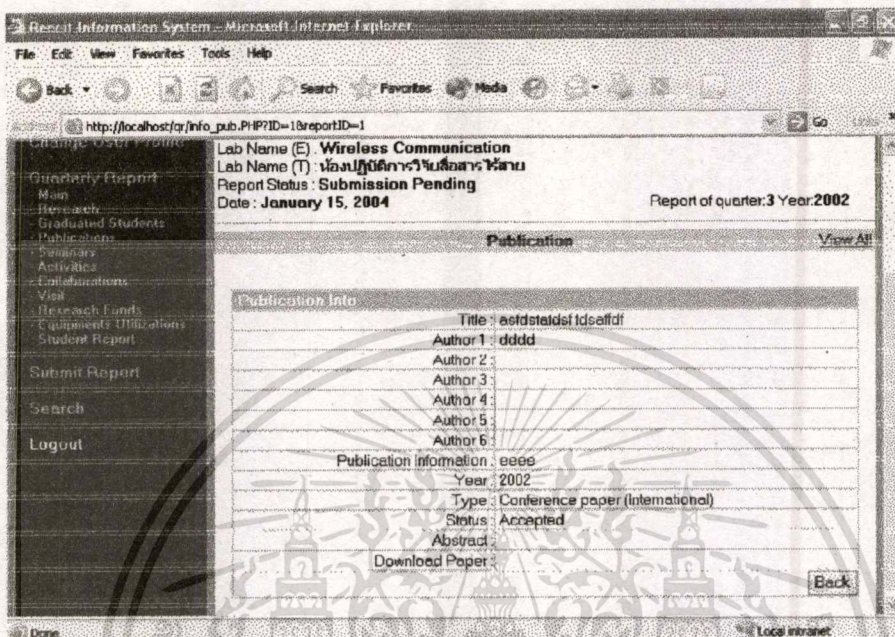 Reccit Information System - Microsoft Internet Explorer
File Edit View Favorites Tools Help
Back Search Favorites Media
http://localhost/qr/info_pub.PHP?ID=1&reportID=1 Go
Change User Profile
Quarterly Report
- Main
- Research
- Graduated Students
- Publications
- Seminars
- Activities
- Collaborations
- Visit
- Research Funds
- Equipments Utilizations
- Student Report
Submit Report
Search
Logout
Lab Name (E) : Wireless Communication
Lab Name (T) : ห้องปฏิบัติการวิจัยสื่อสารไร้สาย
Report Status : Submission Pending
Date : January 15, 2004 Report of quarter:3 Year:2002
Publication View All
Publication Info
Title :
Author 1 : dddd
Author 2 :
Author 3 :
Author 4 :
Author 5 :
Author 6 :
Publication Information : eeee
Year : 2002
Type : Conference paper (International)
Status : Accepted
Abstract :
Download Paper :
Back
Done Local intranet